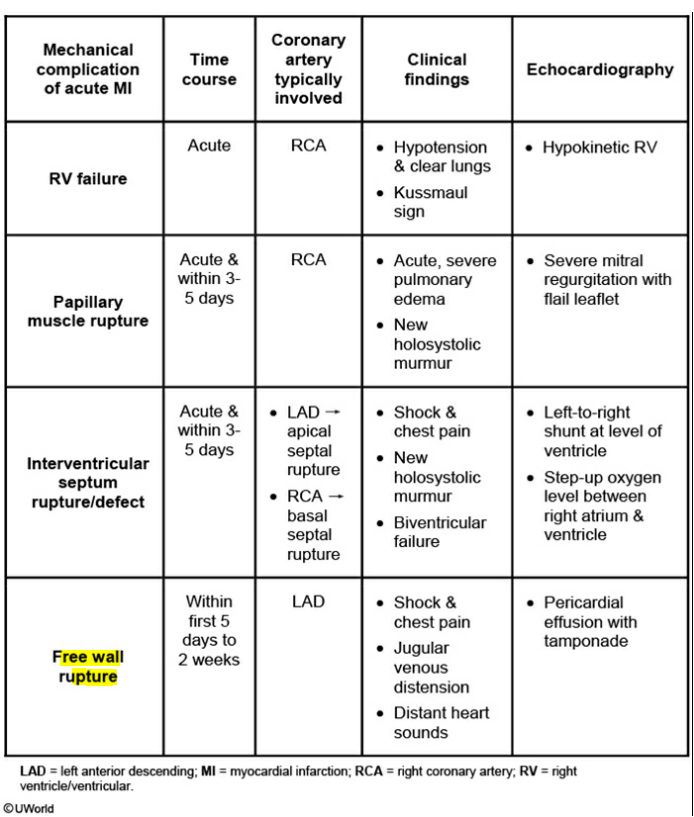 Mechanical
complication
of acute MI
Time
course
Coronary
artery
typically
involved
Clinical
findings
Echocardiography
RV failure
Acute
RCA
• Hypotension
& clear lungs
• Kussmaul
sign
• Hypokinetic RV
Papillary
muscle rupture
Acute &
within 3-
5 days
RCA
• Acute, severe
pulmonary
edema
• New
holosystolic
murmur
• Severe mitral
regurgitation with
flail leaflet
Interventricular
septum
rupture/defect
Acute &
within 3-
5 days
• LAD →
apical
septal
rupture
• RCA →
basal
septal
rupture
• Shock &
chest pain
• New
holosystolic
murmur
• Biventricular
failure
• Left-to-right
shunt at level of
ventricle
• Step-up oxygen
level between
right atrium &
ventricle
Free wall
rupture
Within
first 5
days to
2 weeks
LAD
• Shock &
chest pain
• Jugular
venous
distension
• Distant heart
sounds
• Pericardial
effusion with
tamponade
LAD = left anterior descending; MI = myocardial infarction; RCA = right coronary artery; RV = right
ventricle/ventricular.
©UWorld